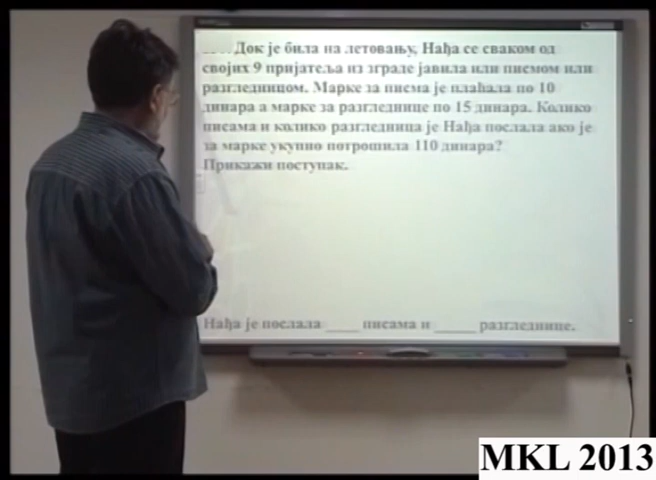 Док је била на летовању, Нађа се сваком од
својих 9 пријатеља из зграде јавила или писмом или
разгледницом. Марке за писма је плаћала по 10
динара а марке за разгледнице по 15 динара. Колико
писама и колико разгледница је Нађа послала ако је
за марке укупно потрошила 110 динара?
Прикажи поступак.
Нађа је послала ____ писама и _____ разгледнице.
MKL 2013